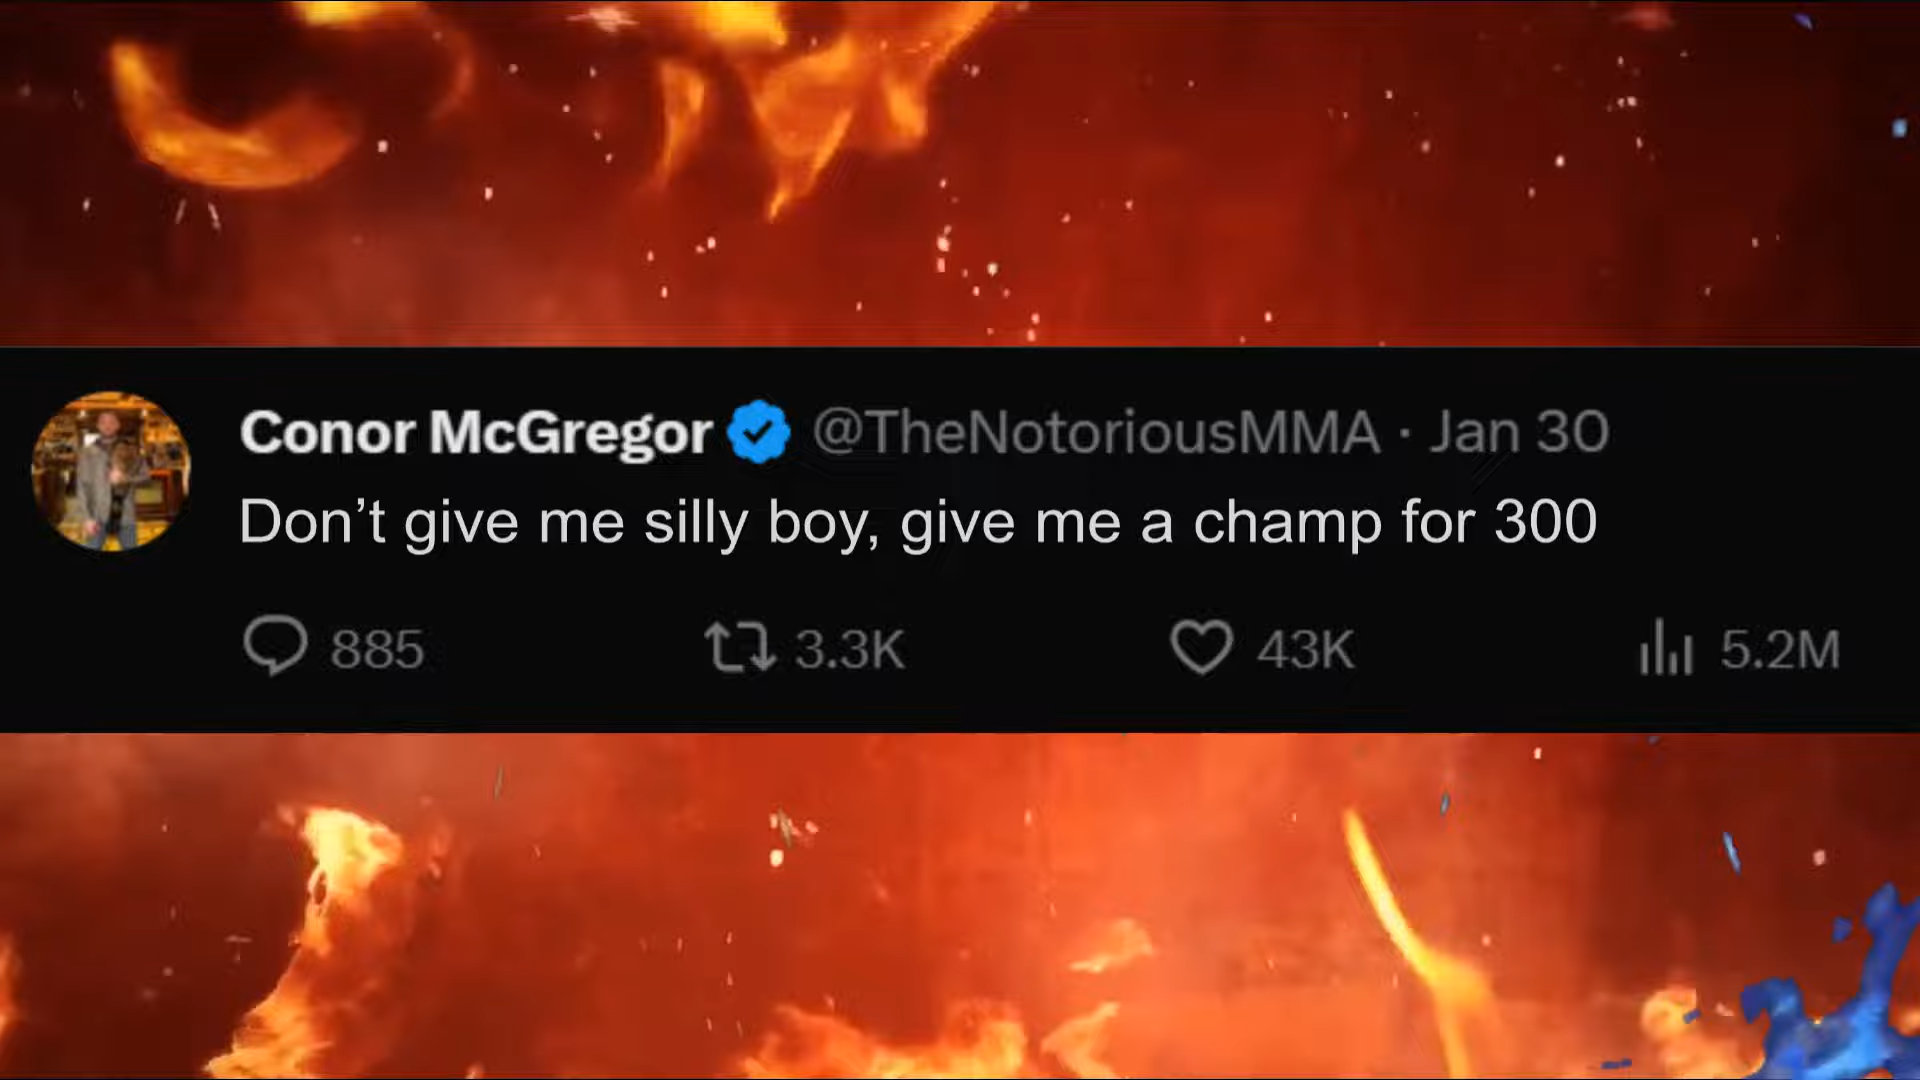 Conor McGregor @TheNotoriousMMA · Jan 30
Don’t give me silly boy, give me a champ for 300
885 3.3K 43K 5.2M